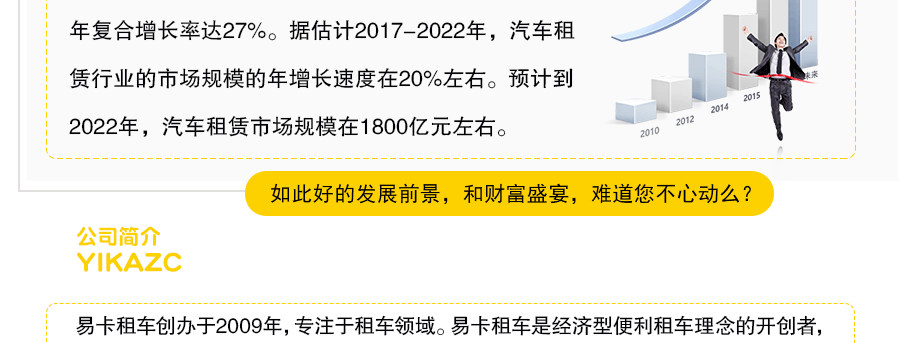 年复合增长率达27%。据估计2017-2022年，汽车租
赁行业的市场规模的年增长速度在20%左右。预计到
2022年，汽车租赁市场规模在1800亿元左右。
2010
2012
2014
2015
未来
如此好的发展前景，和财富盛宴，难道您不心动么？
公司简介
YIKAZC
易卡租车创办于2009年，专注于租车领域。易卡租车是经济型便利租车理念的开创者，